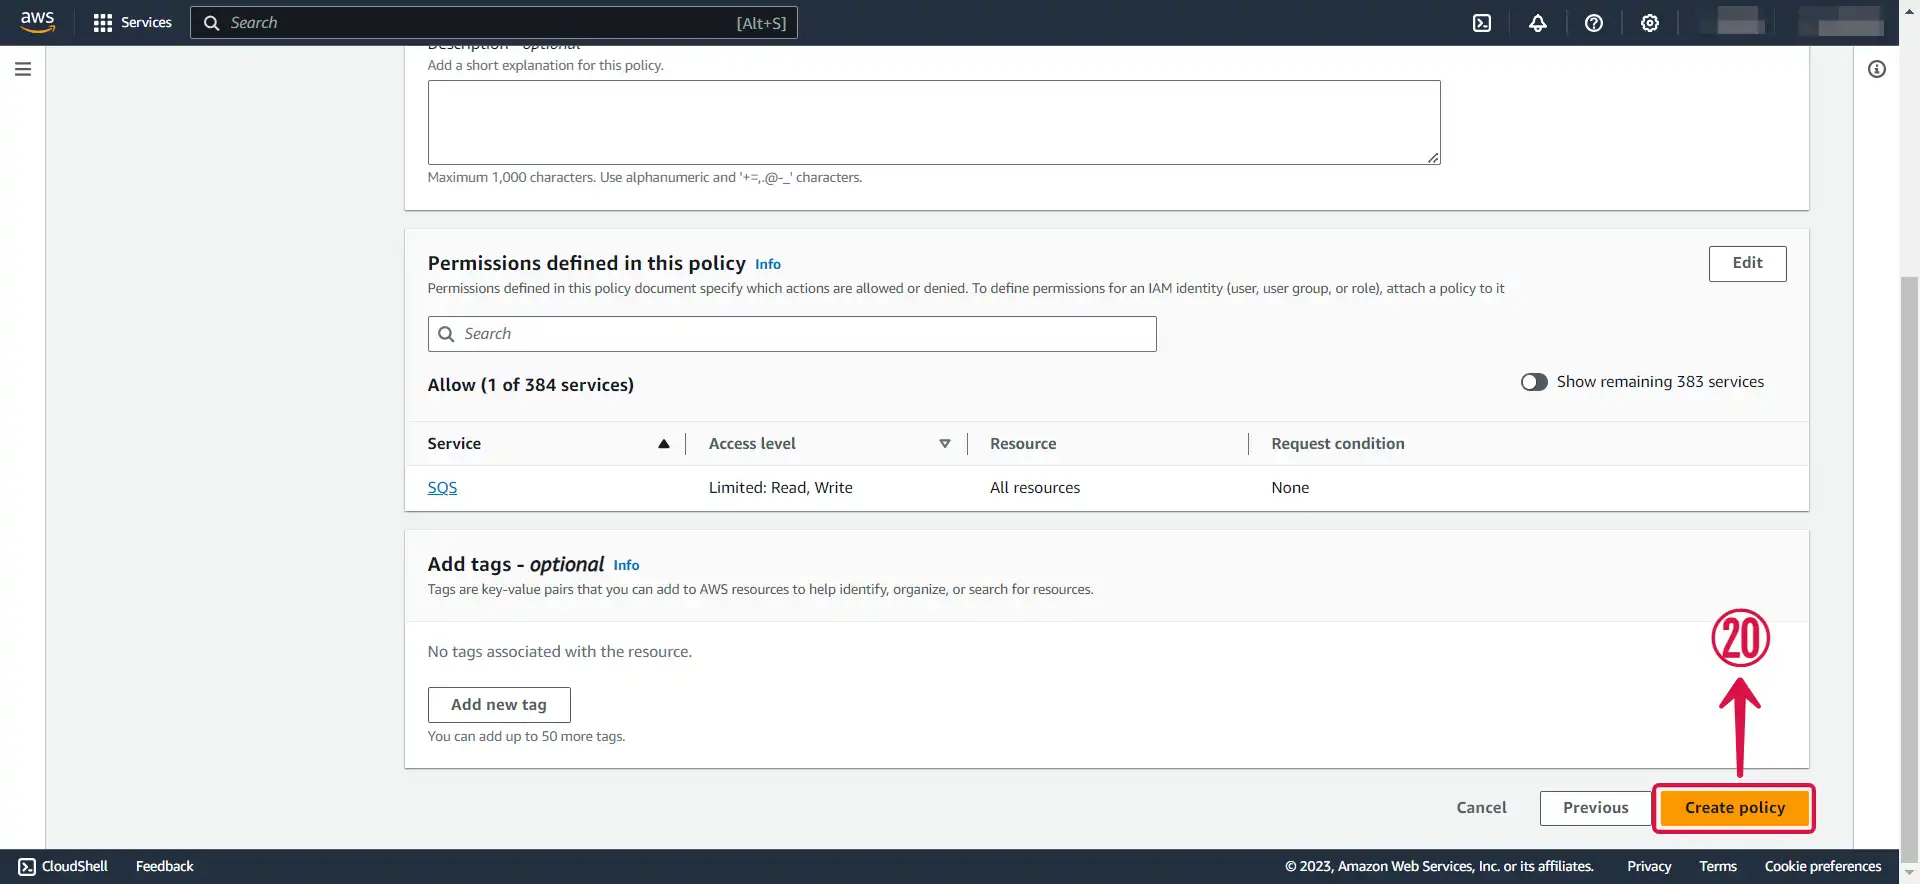 aws
Services
Search
[Alt+S]
Description - optional
Add a short explanation for this policy.
Maximum 1,000 characters. Use alphanumeric and '+=,.@-_' characters.
Permissions defined in this policy Info
Edit
Permissions defined in this policy document specify which actions are allowed or denied. To define permissions for an IAM identity (user, user group, or role), attach a policy to it
Search
Allow (1 of 384 services)
Show remaining 383 services
Service
Access level
Resource
Request condition
SQS
Limited: Read, Write
All resources
None
Add tags - optional Info
Tags are key-value pairs that you can add to AWS resources to help identify, organize, or search for resources.
No tags associated with the resource.
20
Add new tag
You can add up to 50 more tags.
Cancel
Previous
Create policy
CloudShell
Feedback
© 2023, Amazon Web Services, Inc. or its affiliates.
Privacy
Terms
Cookie preferences